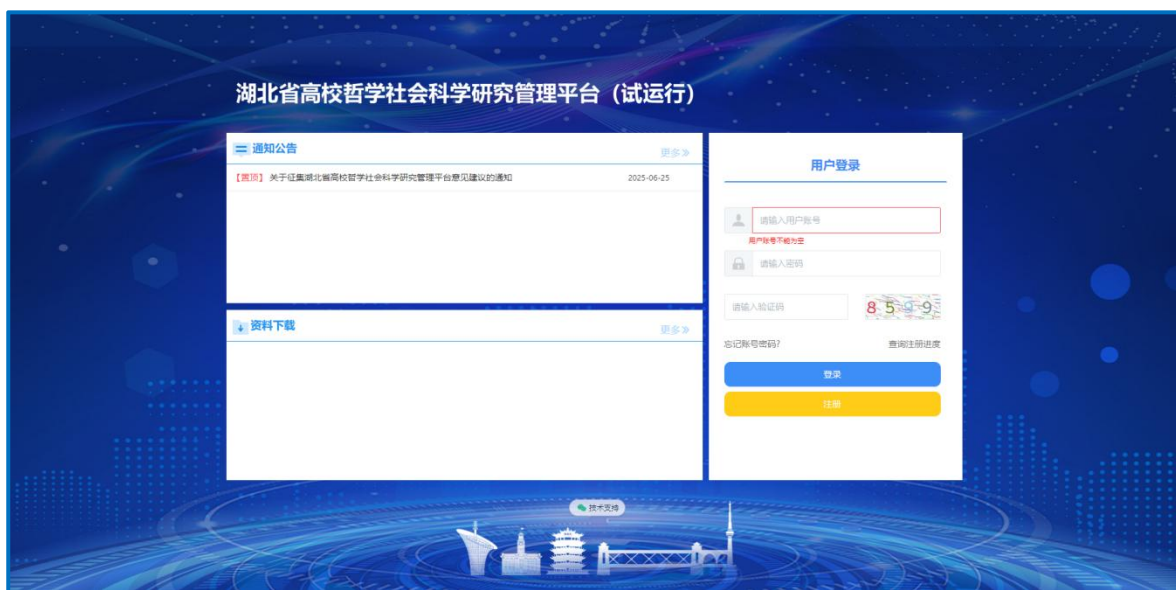 湖北省高校哲学社会科学研究管理平台（试运行）
通知公告
更多
【置顶】 关于征集湖北省高校哲学社会科学研究管理平台意见建议的通知 2025-06-25
资料下载
更多
用户登录
请输入用户账号
用户账号不能为空
请输入密码
请输入验证码 8599
忘记账号密码? 查询注册进度
登录
注册
技术支持